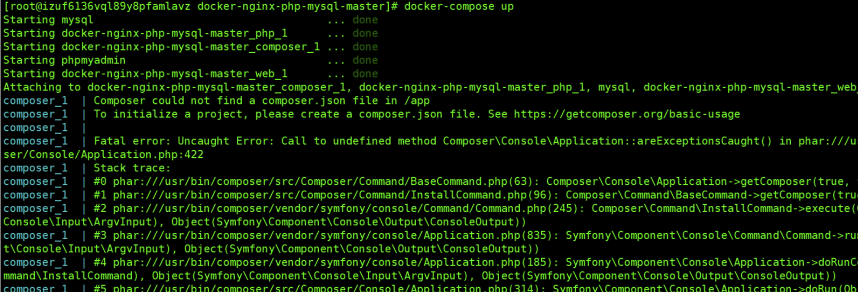 [root@izuf6136vql89y8pfamlavz docker-nginx-php-mysql-master]# docker-compose up
Starting mysql ... done
Starting docker-nginx-php-mysql-master_php_1 ... done
Starting docker-nginx-php-mysql-master_composer_1 ... done
Starting phpmyadmin ... done
Starting docker-nginx-php-mysql-master_web_1 ... done
Attaching to docker-nginx-php-mysql-master_composer_1, docker-nginx-php-mysql-master_php_1, mysql, docker-nginx-php-mysql-master_web_
composer_1 | Composer could not find a composer.json file in /app
composer_1 | To initialize a project, please create a composer.json file. See https://getcomposer.org/basic-usage
composer_1 |
composer_1 | Fatal error: Uncaught Error: Call to undefined method Composer\Console\Application::areExceptionsCaught() in phar:///u
ser/Console/Application.php:422
composer_1 | Stack trace:
composer_1 | #0 phar:///usr/bin/composer/src/Composer/Command/BaseCommand.php(63): Composer\Console\Application->getComposer(true,
composer_1 | #1 phar:///usr/bin/composer/src/Composer/Command/InstallCommand.php(96): Composer\Command\BaseCommand->getComposer(tru
composer_1 | #2 phar:///usr/bin/composer/vendor/symfony/console/Command/Command.php(245): Composer\Command\InstallCommand->execute(
Console\Input\ArgvInput), Object(Symfony\Component\Console\Output\ConsoleOutput))
composer_1 | #3 phar:///usr/bin/composer/vendor/symfony/console/Application.php(835): Symfony\Component\Console\Command\Command->ru
t\Console\Input\ArgvInput), Object(Symfony\Component\Console\Output\ConsoleOutput))
composer_1 | #4 phar:///usr/bin/composer/vendor/symfony/console/Application.php(185): Symfony\Component\Console\Application->doRunC
mmand\InstallCommand), Object(Symfony\Component\Console\Input\ArgvInput), Object(Symfony\Component\Console\Output\ConsoleOutput))
composer_1 | #5 phar:///usr/bin/composer/src/Composer/Console/Application.php(314): Symfony\Component\Console\Application->doRun(Ob